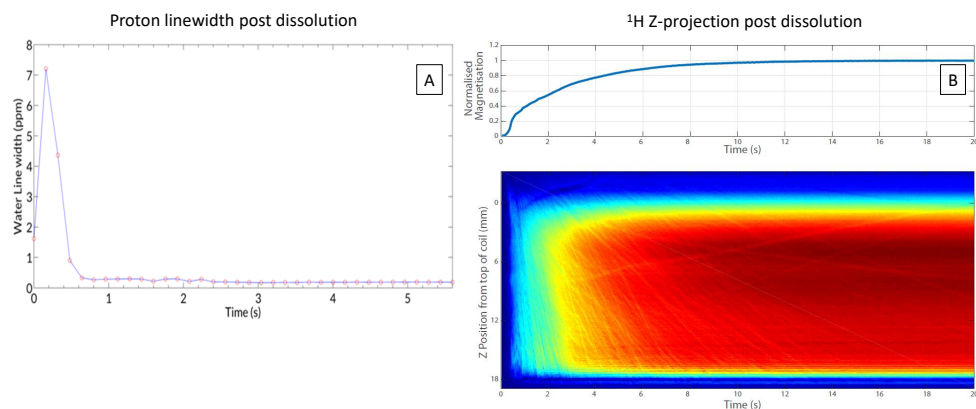 Proton linewidth post dissolution
8
7
6
5
4
3
2
1
0
Water Line width (ppm)
A
0 1 2 3 4 5
Time (s)
¹H Z-projection post dissolution
1.2
1
0.8
0.6
0.4
0.2
0
Normalised
Magnetisation
B
0 2 4 6 8 10 12 14 16 18 20
Time (s)
0
6
12
18
Z Position from top of coil (mm)
0 2 4 6 8 10 12 14 16 18 20
Time (s)